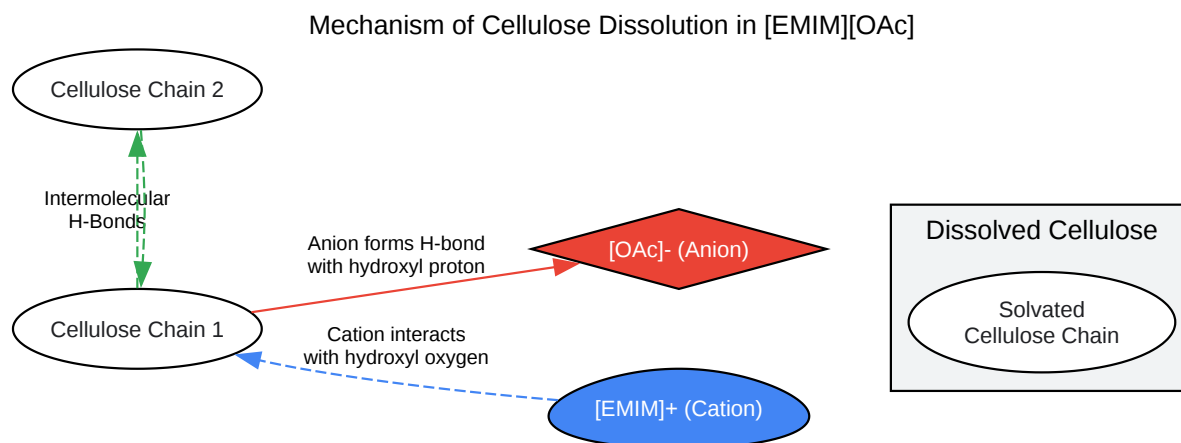 Mechanism of Cellulose Dissolution in [EMIM][OAc]
Cellulose Chain 2
Intermolecular
H-Bonds
Cellulose Chain 1
Anion forms H-bond
with hydroxyl proton
[OAc]- (Anion)
Cation interacts
with hydroxyl oxygen
[EMIM]+ (Cation)
Dissolved Cellulose
Solvated
Cellulose Chain